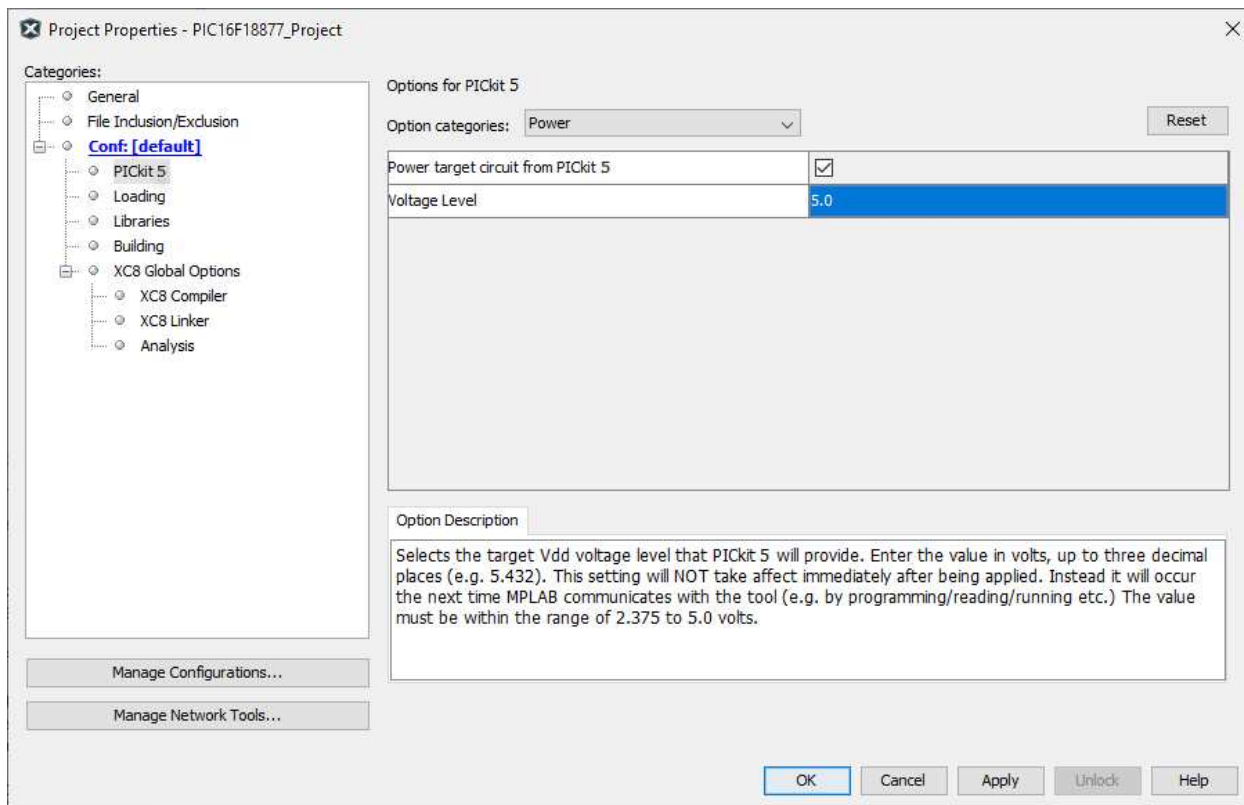 Project Properties - PIC16F18877_Project
Categories:
General
File Inclusion/Exclusion
Conf: [default]
PICkit 5
Loading
Libraries
Building
XC8 Global Options
XC8 Compiler
XC8 Linker
Analysis
Manage Configurations...
Manage Network Tools...
Options for PICkit 5
Option categories: Power
Reset
Power target circuit from PICkit 5
Voltage Level 5.0
Option Description
Selects the target Vdd voltage level that PICkit 5 will provide. Enter the value in volts, up to three decimal
places (e.g. 5.432). This setting will NOT take affect immediately after being applied. Instead it will occur
the next time MPLAB communicates with the tool (e.g. by programming/reading/running etc.) The value
must be within the range of 2.375 to 5.0 volts.
OK Cancel Apply Unlock Help